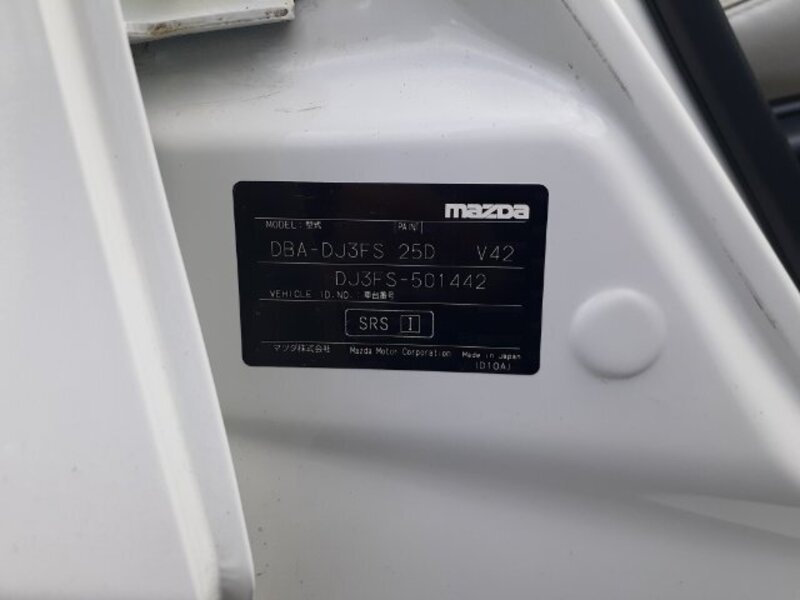 mazda
MODEL:型式 PAINT
DBA-DJ3FS 25D V42
DJ3FS-501442
VEHICLE ID.NO.:車台番号
SRS I
マツダ株式会社 Mazda Motor Corporation Made in Japan
(D10A)